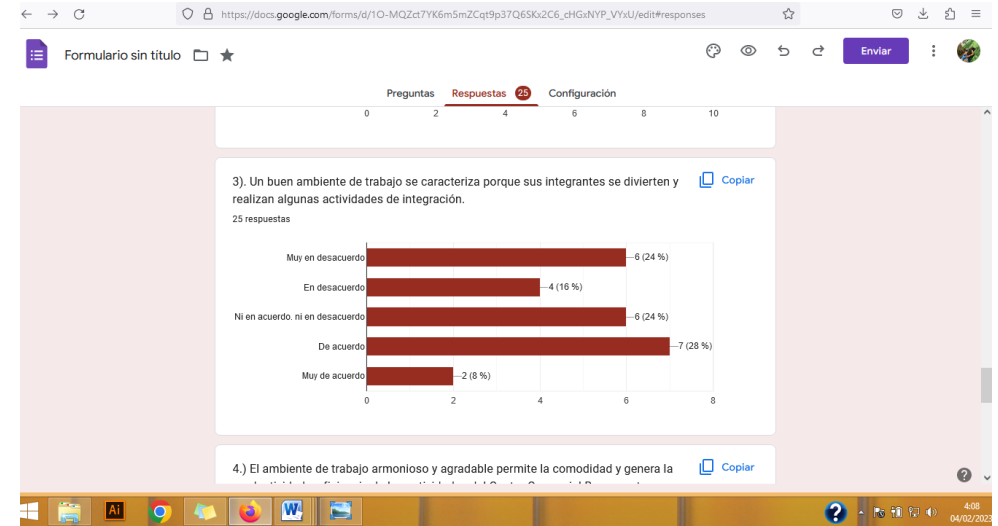 https://docs.google.com/forms/d/1O-MQZct7YK6m5mZCqt9p37Q6SKx2C6_cHGxNYP_VYxU/edit#responses
Formulario sin título
Enviar
Preguntas Respuestas 25 Configuración
0 2 4 6 8 10
3). Un buen ambiente de trabajo se caracteriza porque sus integrantes se divierten y
realizan algunas actividades de integración.
Copiar
25 respuestas
Muy en desacuerdo 6 (24 %)
En desacuerdo 4 (16 %)
Ni en acuerdo. ni en desacuerdo 6 (24 %)
De acuerdo 7 (28 %)
Muy de acuerdo 2 (8 %)
0 2 4 6 8
4.) El ambiente de trabajo armonioso y agradable permite la comodidad y genera la
Copiar
Ai
W
4:08
04/02/2023